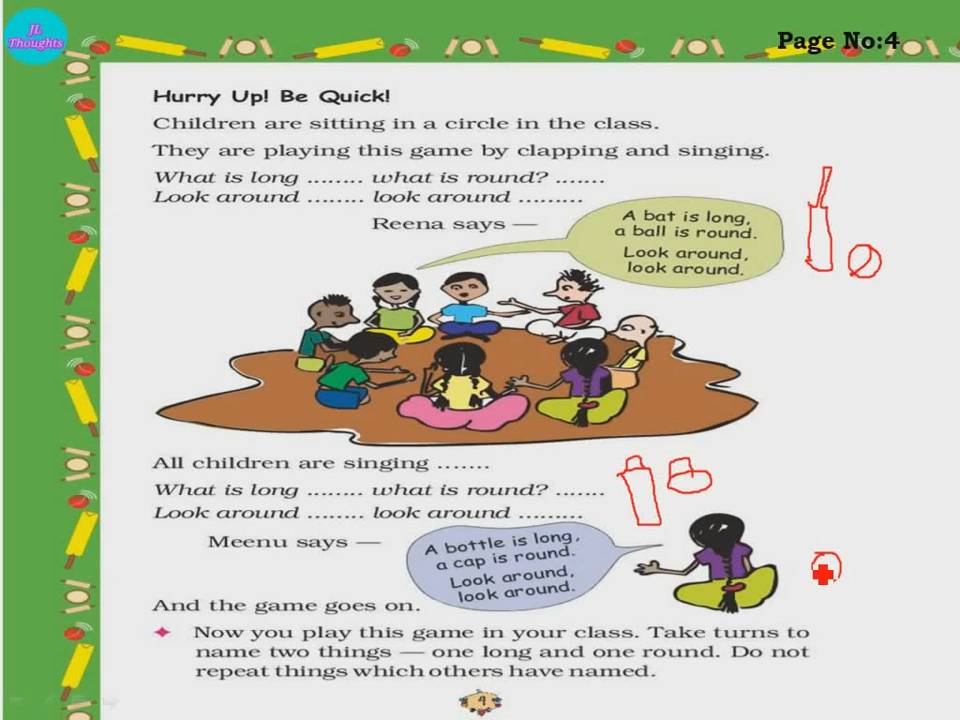 JL
Thoughts
Page No:4
Hurry Up! Be Quick!
Children are sitting in a circle in the class.
They are playing this game by clapping and singing.
What is long ........ what is round? .......
Look around ........ look around .........
Reena says —
A bat is long,
a ball is round.
Look around,
look around.
All children are singing .......
What is long ........ what is round? .......
Look around ........ look around .........
Meenu says —
A bottle is long,
a cap is round.
Look around,
look around.
And the game goes on.
Now you play this game in your class. Take turns to
name two things — one long and one round. Do not
repeat things which others have named.
4